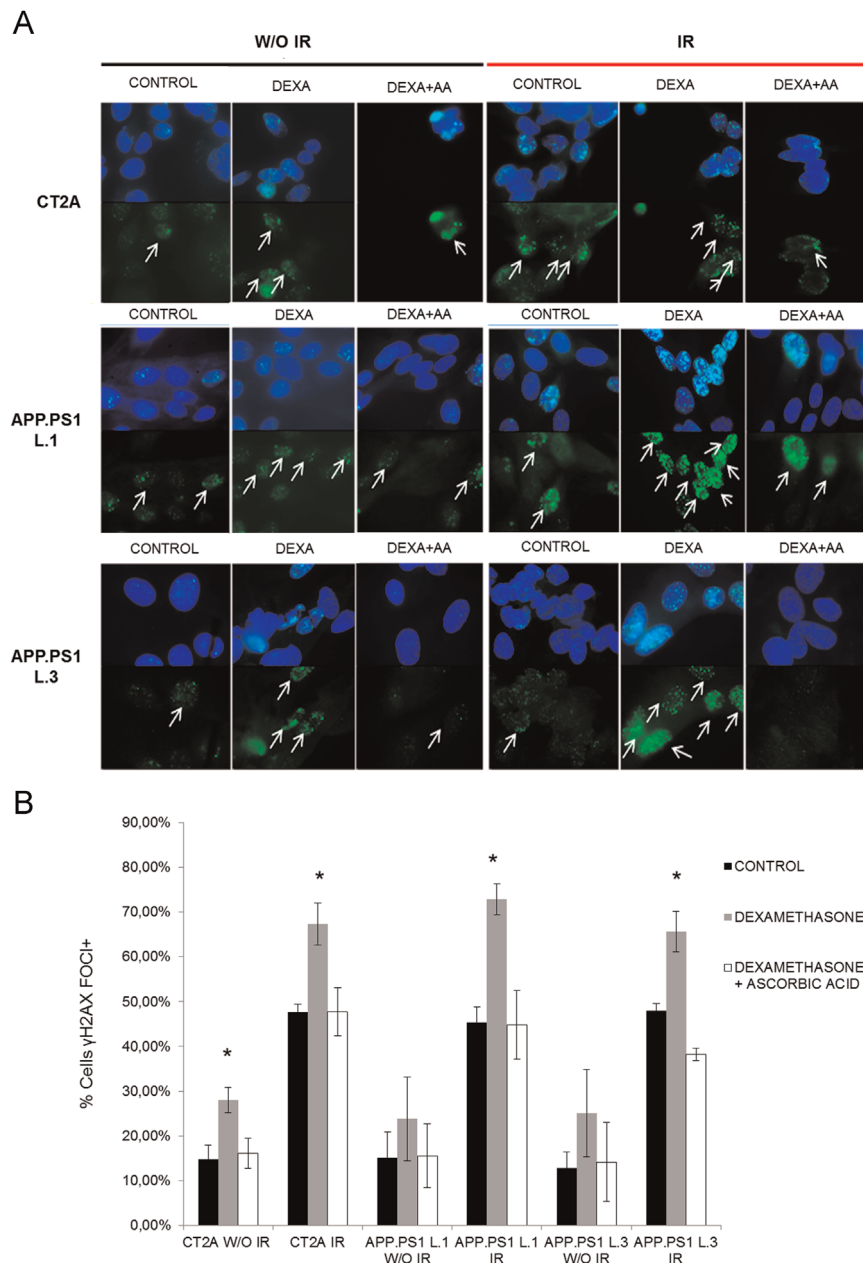 A
W/O IR
IR
CONTROL
DEXA
DEXA+AA
CONTROL
DEXA
DEXA+AA
CT2A
CONTROL
DEXA
DEXA+AA
CONTROL
DEXA
DEXA+AA
APP.PS1
L.1
CONTROL
DEXA
DEXA+AA
CONTROL
DEXA
DEXA+AA
APP.PS1
L.3
B
% Cells γH2AX FOCI+
90,00%
80,00%
70,00%
60,00%
50,00%
40,00%
30,00%
20,00%
10,00%
0,00%
*
*
*
*
CONTROL
DEXAMETHASONE
DEXAMETHASONE
+ ASCORBIC ACID
CT2A W/O IR
CT2A IR
APP.PS1 L.1
W/O IR
APP.PS1 L.1
IR
APP.PS1 L.3
W/O IR
APP.PS1 L.3
IR